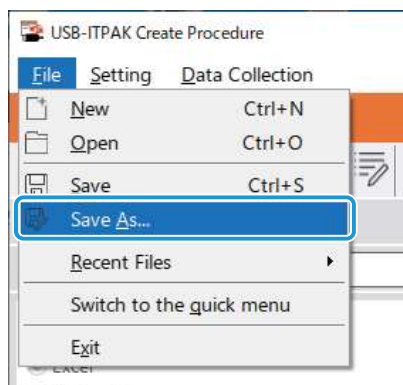 USB-ITPAK Create Procedure
File Setting Data Collection
New Ctrl+N
Open Ctrl+O
Save Ctrl+S
Save As...
Recent Files
Switch to the quick menu
Exit
Excel